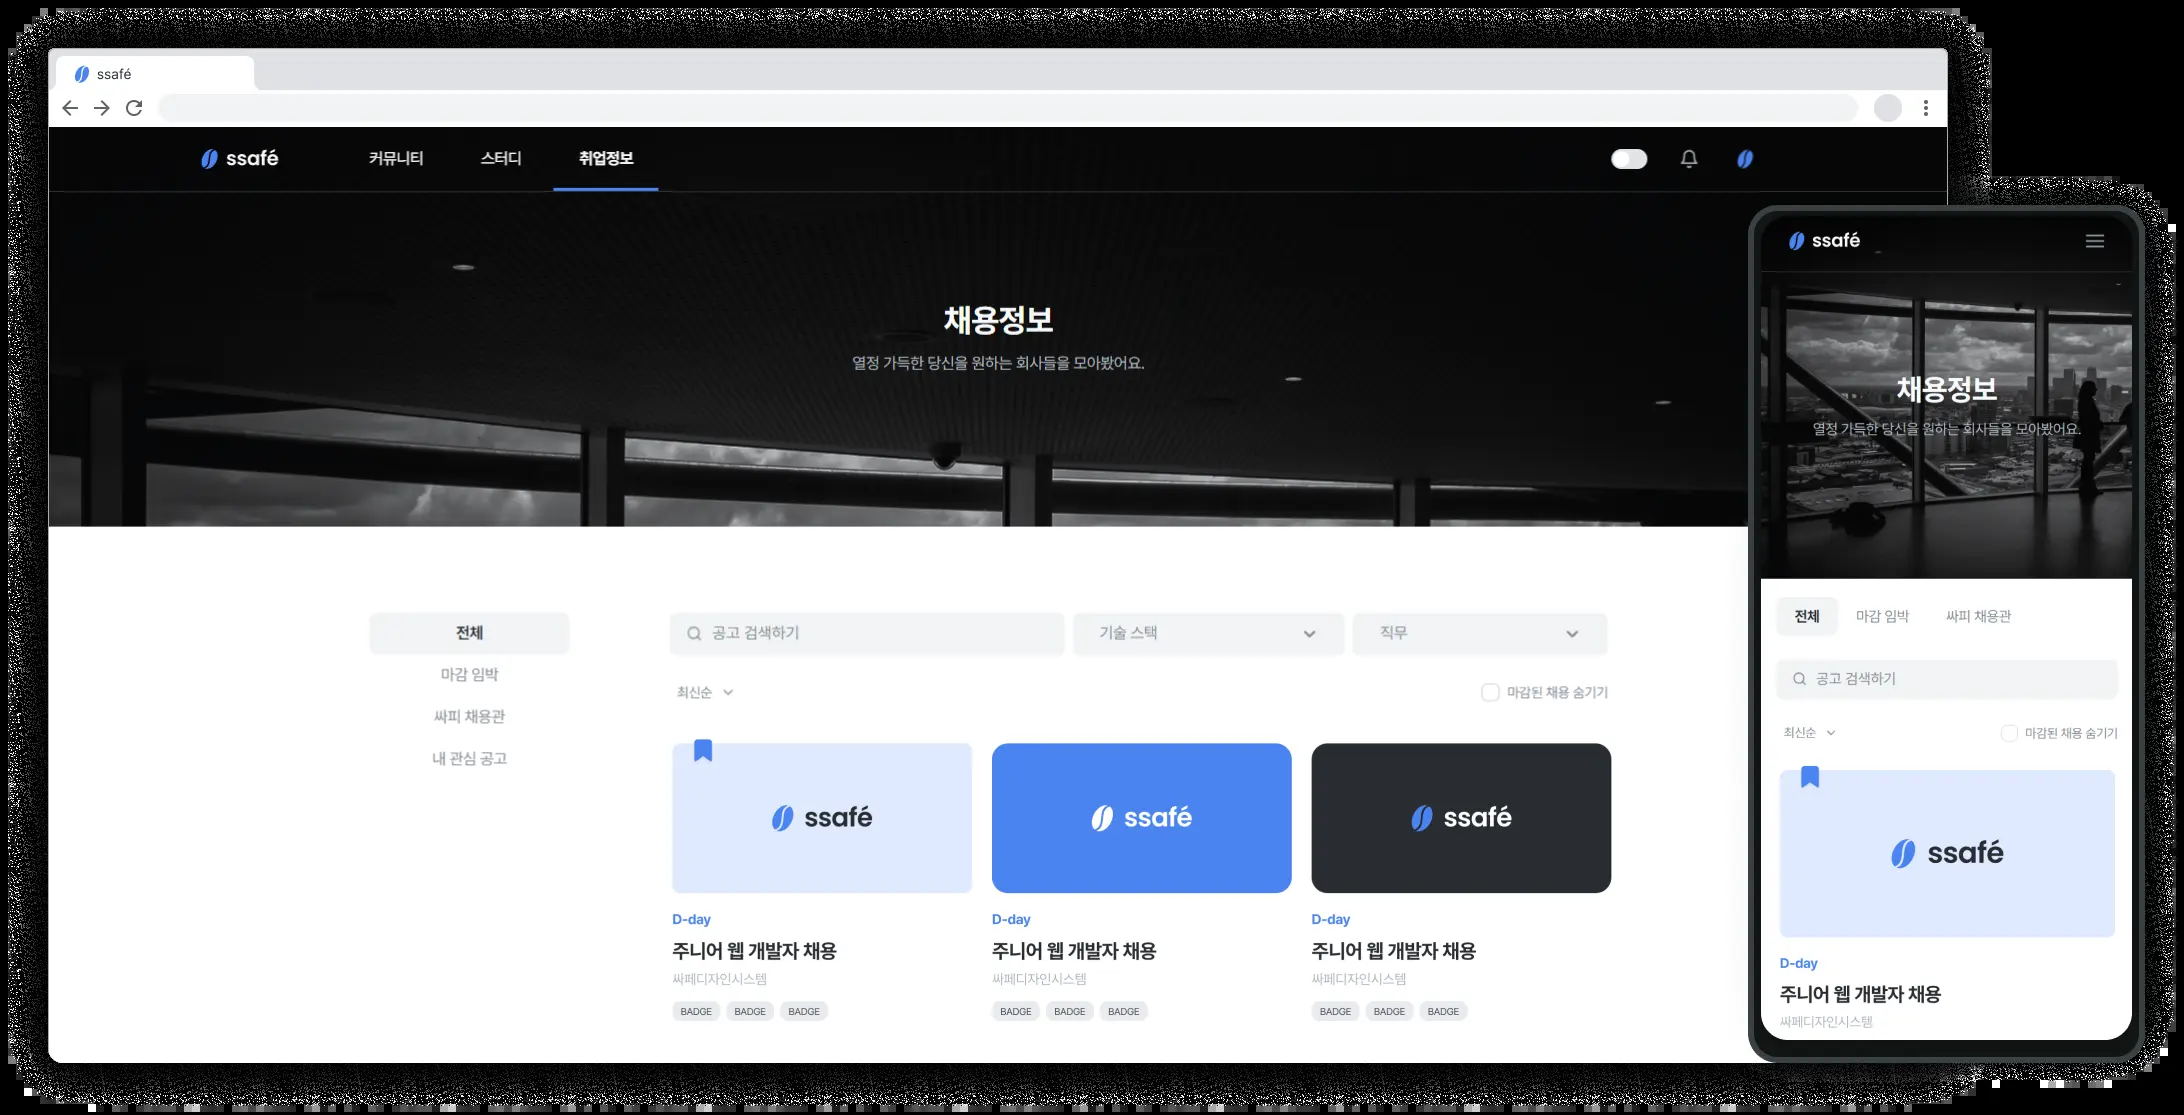 ssafé
ssafé 커뮤니티 스터디 취업정보
채용정보
열정 가득한 당신을 원하는 회사들을 모아봤어요.
전체
마감 임박
싸피 채용관
내 관심 공고
공고 검색하기 기술 스택 직무
최신순 마감된 채용 숨기기
ssafé ssafé ssafé
D-day D-day D-day
주니어 웹 개발자 채용 주니어 웹 개발자 채용 주니어 웹 개발자 채용
싸페디자인시스템 싸페디자인시스템 싸페디자인시스템
BADGE BADGE BADGE BADGE BADGE BADGE BADGE BADGE BADGE
ssafé
채용정보
열정 가득한 당신을 원하는 회사들을 모아봤어요.
전체 마감 임박 싸피 채용관
공고 검색하기
최신순 마감된 채용 숨기기
ssafé
D-day
주니어 웹 개발자 채용
싸페디자인시스템